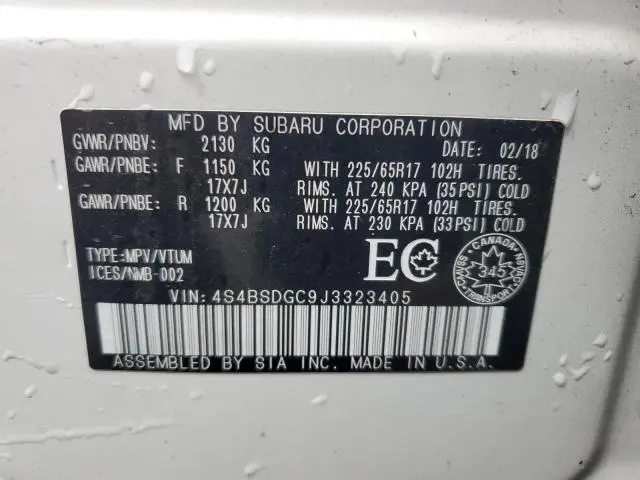 MFD BY SUBARU CORPORATION
GVWR/PNBV: 2130 KG DATE: 02/18
GAWR/PNBE: F 1150 KG WITH 225/65R17 102H TIRES.
17X7J RIMS. AT 240 KPA (35PSI) COLD
GAWR/PNBE: R 1200 KG WITH 225/65R17 102H TIRES.
17X7J RIMS. AT 230 KPA (33PSI) COLD
TYPE:MPV/VTUM
ICES/NMB-002
EC
CANADA
345
TRANSPORT
VIN: 4S4BSDGC9J3323405
ASSEMBLED BY SIA INC. MADE IN U.S.A.